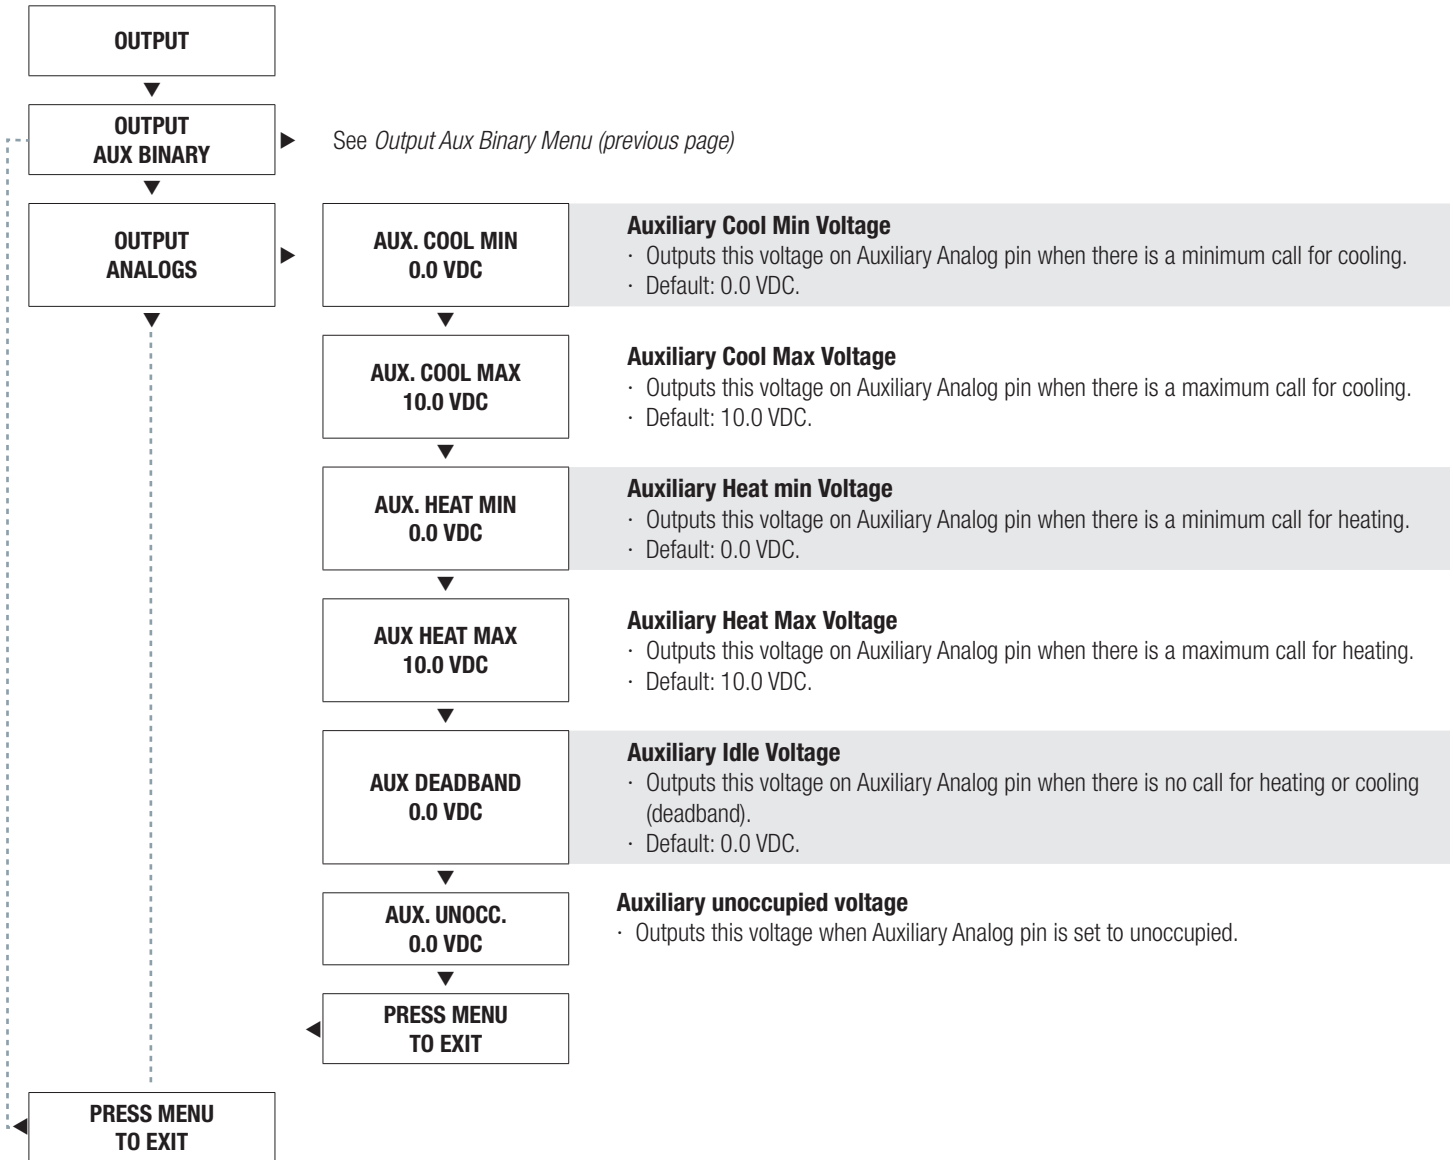 OUTPUT
OUTPUT
AUX BINARY
See Output Aux Binary Menu (previous page)
OUTPUT
ANALOGS
AUX. COOL MIN
0.0 VDC
Auxiliary Cool Min Voltage
· Outputs this voltage on Auxiliary Analog pin when there is a minimum call for cooling.
· Default: 0.0 VDC.
AUX. COOL MAX
10.0 VDC
Auxiliary Cool Max Voltage
· Outputs this voltage on Auxiliary Analog pin when there is a maximum call for cooling.
· Default: 10.0 VDC.
AUX. HEAT MIN
0.0 VDC
Auxiliary Heat min Voltage
· Outputs this voltage on Auxiliary Analog pin when there is a minimum call for heating.
· Default: 0.0 VDC.
AUX HEAT MAX
10.0 VDC
Auxiliary Heat Max Voltage
· Outputs this voltage on Auxiliary Analog pin when there is a maximum call for heating.
· Default: 10.0 VDC.
AUX DEADBAND
0.0 VDC
Auxiliary Idle Voltage
· Outputs this voltage on Auxiliary Analog pin when there is no call for heating or cooling
(deadband).
· Default: 0.0 VDC.
AUX. UNOCC.
0.0 VDC
Auxiliary unoccupied voltage
· Outputs this voltage when Auxiliary Analog pin is set to unoccupied.
PRESS MENU
TO EXIT
PRESS MENU
TO EXIT